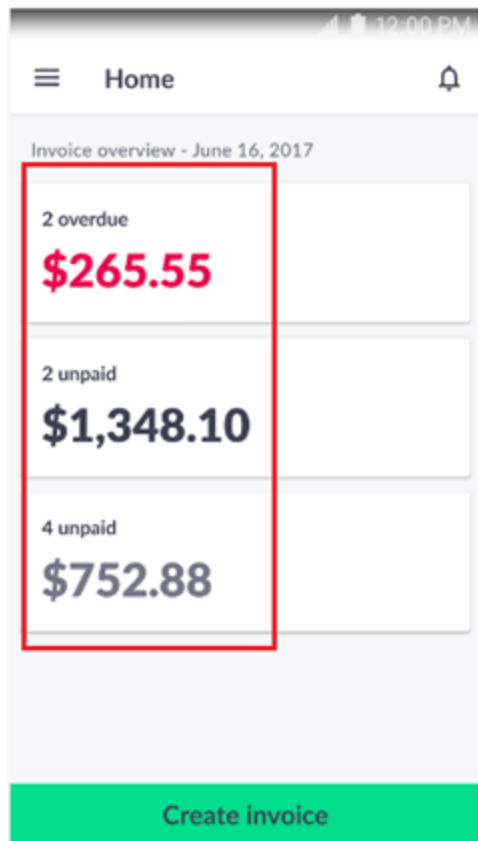 12:00 PM
Home
Invoice overview - June 16, 2017
2 overdue
$265.55
2 unpaid
$1,348.10
4 unpaid
$752.88
Create invoice